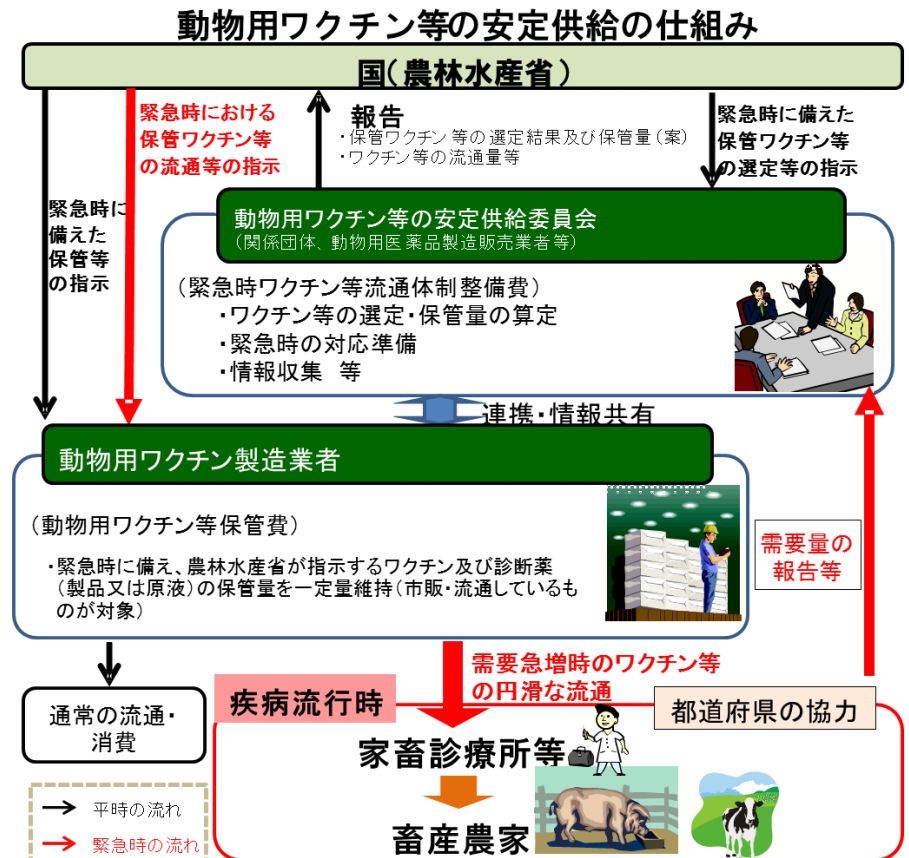 動物用ワクチン等の安定供給の仕組み
国(農林水産省)
緊急時における
保管ワクチン等
の流通等の指示
報告
・保管ワクチン等の選定結果及び保管量(案)
・ワクチン等の流通量等
緊急時に備えた
保管ワクチン等
の選定等の指示
緊急時に
備えた
保管等
の指示
動物用ワクチン等の安定供給委員会
(関係団体、動物用医薬品製造販売業者等)
(緊急時ワクチン等流通体制整備費)
・ワクチン等の選定・保管量の算定
・緊急時の対応準備
・情報収集 等
連携・情報共有
動物用ワクチン製造業者
(動物用ワクチン等保管費)
・緊急時に備え、農林水産省が指示するワクチン及び診断薬
(製品又は原液)の保管量を一定量維持(市販・流通しているも
のが対象)
需要量の
報告等
需要急増時のワクチン等
の円滑な流通
疾病流行時
都道府県の協力
通常の流通・
消費
家畜診療所等
畜産農家
平時の流れ
緊急時の流れ